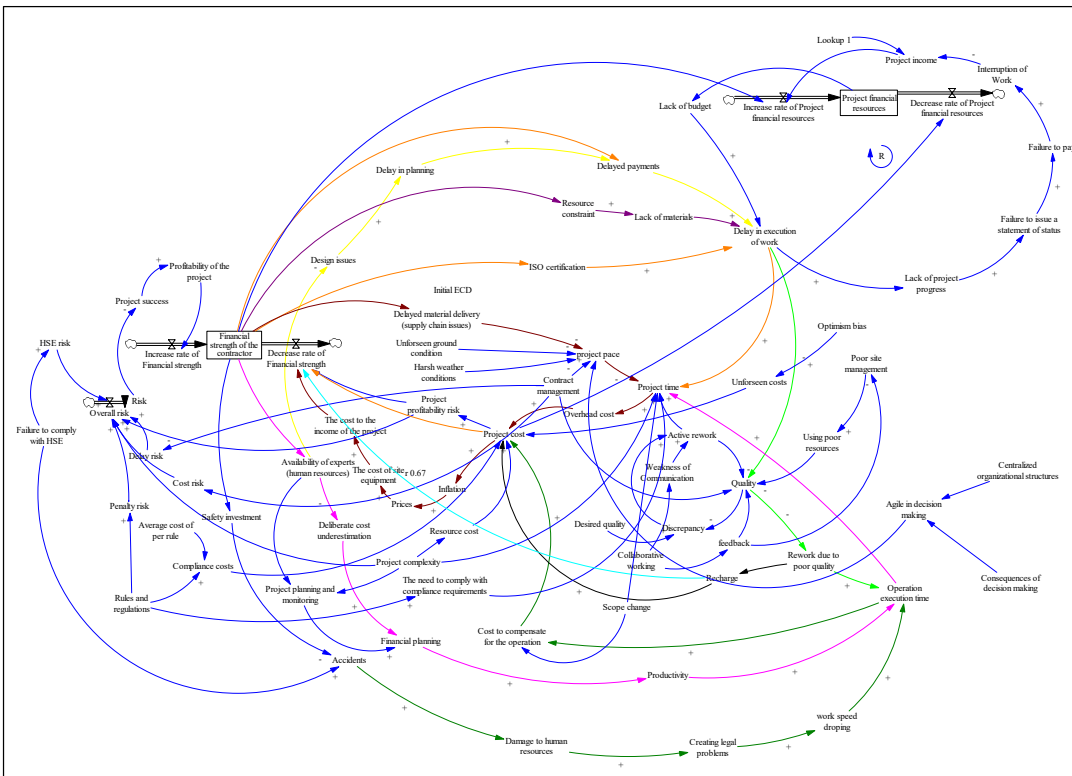 Lookup 1
Project income
Interruption of
Work
Lack of budget
Increase rate of Project
financial resources
Project financial
resources
Decrease rate of Project
financial resources
R
Failure to pay
Delay in planning
Delayed payments
Resource
constraint
Lack of materials
Delay in execution
of work
Failure to issue a
statement of status
Design issues
ISO certification
Lack of project
progress
Profitability of the
project
Project success
Initial ECD
Delayed material delivery
(supply chain issues)
Optimism bias
HSE risk
Increase rate of
Financial strength
Financial
strength of the
contractor
Decrease rate of
Financial strength
Unforseen ground
condition
Harsh weather
conditions
project pace
Contract
management
Project time
Unforseen costs
Poor site
management
Risk
Overall risk
Failure to comply
with HSE
Delay risk
Project
profitability risk
The cost to the
income of the project
Overhead cost
Project cost
Active rework
Using poor
resources
Availability of experts
(human resources)
The cost of site
equipment
r 0.67
Weakness of
Communication
Centralized
organizational structures
Cost risk
Inflation
Quality
Penalty risk
Prices
Agile in decision
making
Safety investment
Average cost of
per rule
Deliberate cost
underestimation
Resource cost
Desired quality
Discrepancy
feedback
Compliance costs
Project complexity
Collaborative
working
Rework due to
poor quality
Rules and
regulations
Project planning and
monitoring
The need to comply with
compliance requirements
Recharge
Operation
execution time
Consequences of
decision making
Scope change
Financial planning
Cost to compensate
for the operation
Accidents
Productivity
work speed
droping
Damage to human
resources
Creating legal
problems